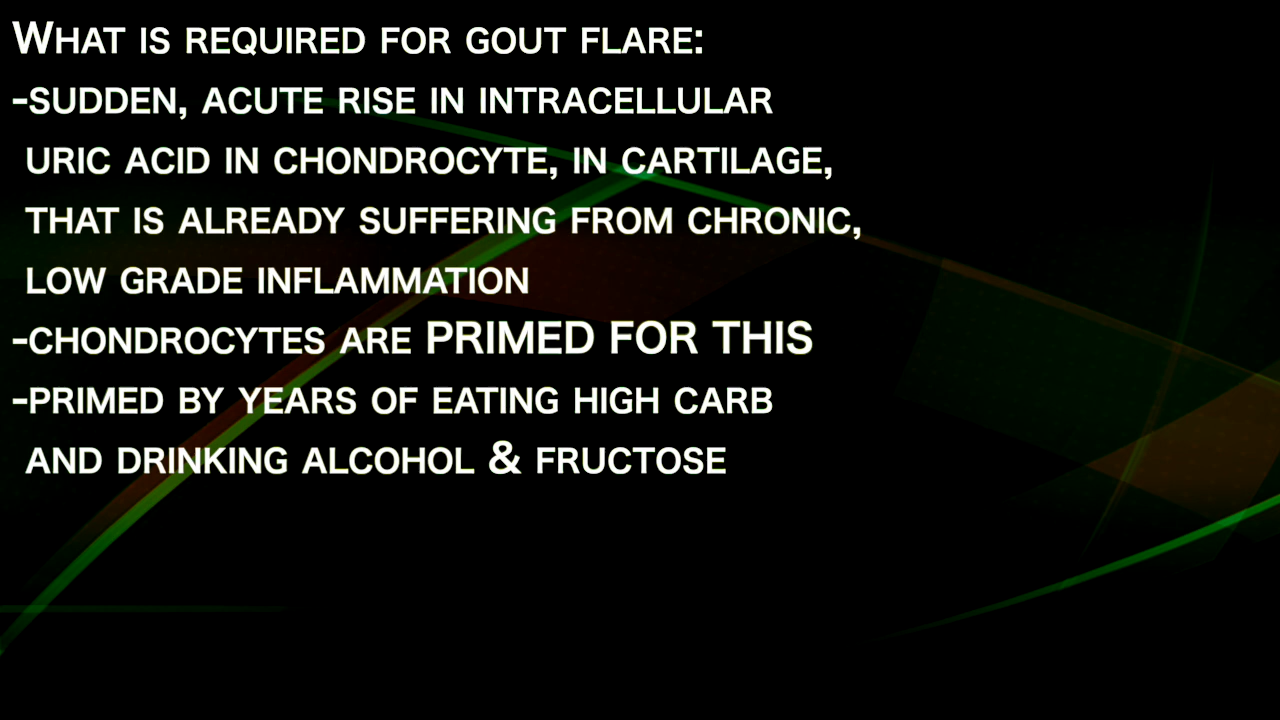 What is required for gout flare:
-sudden, acute rise in intracellular
uric acid in chondrocyte, in cartilage,
that is already suffering from chronic,
low grade inflammation
-chondrocytes are PRIMED FOR THIS
-primed by years of eating high carb
and drinking alcohol & fructose